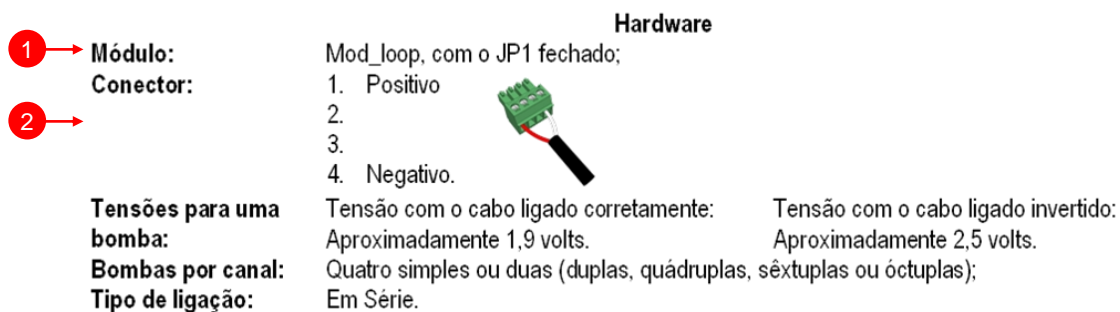 Hardware
1 Módulo: Mod_loop, com o JP1 fechado;
Conector: 1. Positivo
2 2.
3.
4. Negativo.
Tensões para uma Tensão com o cabo ligado corretamente: Tensão com o cabo ligado invertido:
bomba: Aproximadamente 1,9 volts. Aproximadamente 2,5 volts.
Bombas por canal: Quatro simples ou duas (duplas, quádruplas, sêxtuplas ou óctuplas);
Tipo de ligação: Em Série.